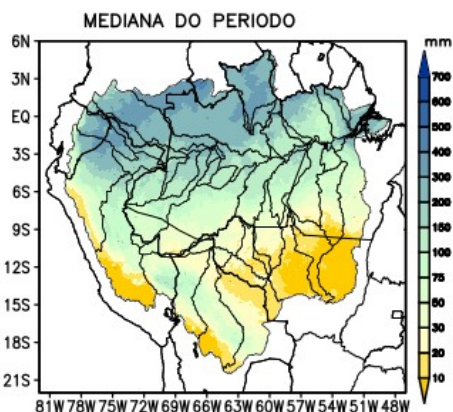 MEDIANA DO PERIODO
mm
6N
3N
EQ
3S
6S
9S
12S
15S
18S
21S
81W 78W 75W 72W 69W 66W 63W 60W 57W 54W 51W 48W
700
600
500
400
300
200
150
100
75
50
30
20
10